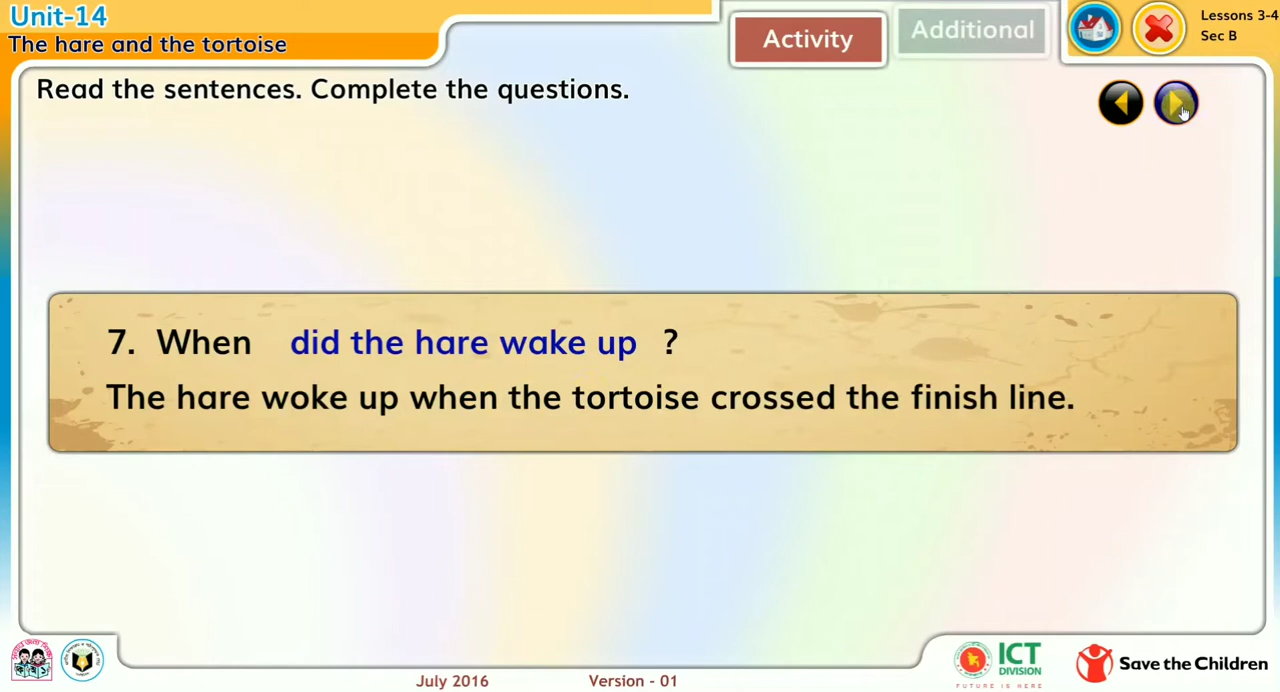 Unit-14
The hare and the tortoise
Activity
Additional
Lessons 3-4
Sec B
Read the sentences. Complete the questions.
7. When did the hare wake up ?
The hare woke up when the tortoise crossed the finish line.
ICT
DIVISION
FUTURE IS HERE
Save the Children
July 2016
Version - 01